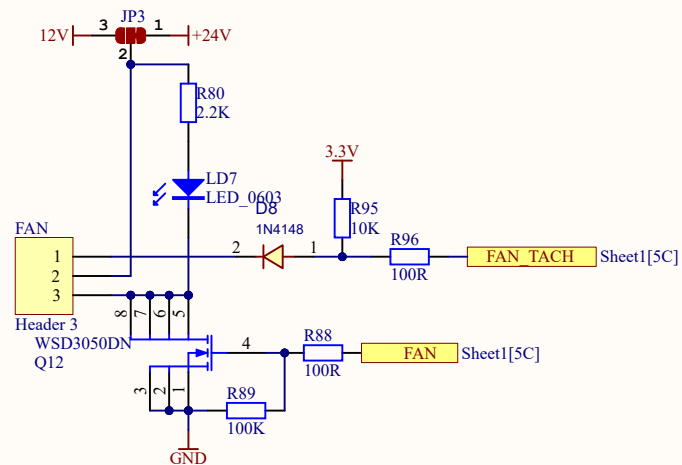 JP3
12V 3 1 +24V
2
R80
2.2K
3.3V
LD7
LED_0603
D8
1N4148
R95
10K
R96
100R
FAN
1
2
3
2 1
FAN_TACH Sheet1[5C]
Header 3
8 7 6 5
WSD3050DN
Q12
4
R88
100R
FAN Sheet1[5C]
3 2 1
R89
100K
GND